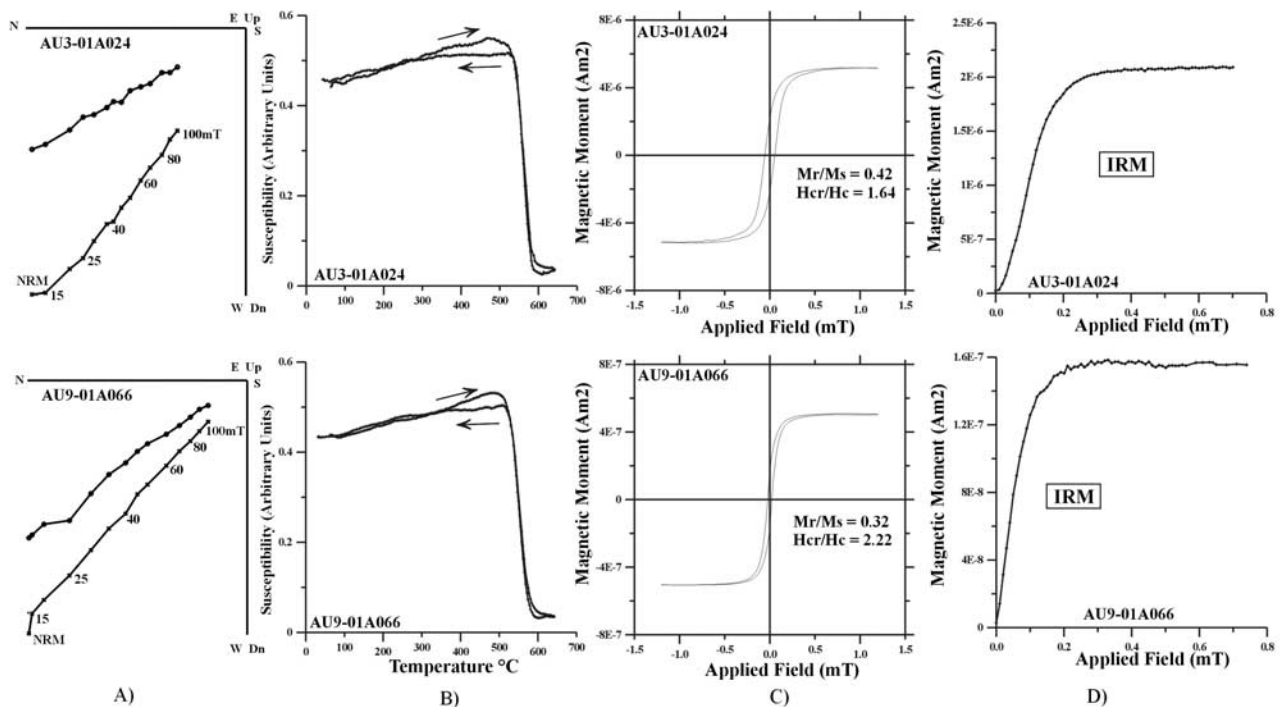 E Up
N
S
AU3-01A024
100mT
80
60
40
25
NRM
15
W Dn
Susceptibility (Arbitrary Units)
0.6
0.4
0.2
0
0 100 200 300 400 500 600 700
AU3-01A024
Magnetic Moment (Am2)
8E-6
4E-6
0
-4E-6
-8E-6
AU3-01A024
Mr/Ms = 0.42
Hcr/Hc = 1.64
-1.5 -1.0 -0.5 0.0 0.5 1.0 1.5
Applied Field (mT)
Magnetic Moment (Am2)
2.5E-6
2E-6
1.5E-6
1E-6
5E-7
0
IRM
AU3-01A024
0 0.2 0.4 0.6 0.8
Applied Field (mT)
E Up
N
S
AU9-01A066
100mT
80
60
40
25
15
NRM
W Dn
Susceptibility (Arbitrary Units)
0.6
0.4
0.2
0
AU9-01A066
0 100 200 300 400 500 600 700
Temperature °C
Magnetic Moment (Am2)
8E-7
4E-7
0
-4E-7
-8E-7
AU9-01A066
Mr/Ms = 0.32
Hcr/Hc = 2.22
-1.5 -1.0 -0.5 0.0 0.5 1.0 1.5
Applied Field (mT)
Magnetic Moment (Am2)
1.6E-7
1.2E-7
8E-8
4E-8
0
IRM
AU9-01A066
0.0 0.2 0.4 0.6 0.8
Applied Field (mT)
A)
B)
C)
D)